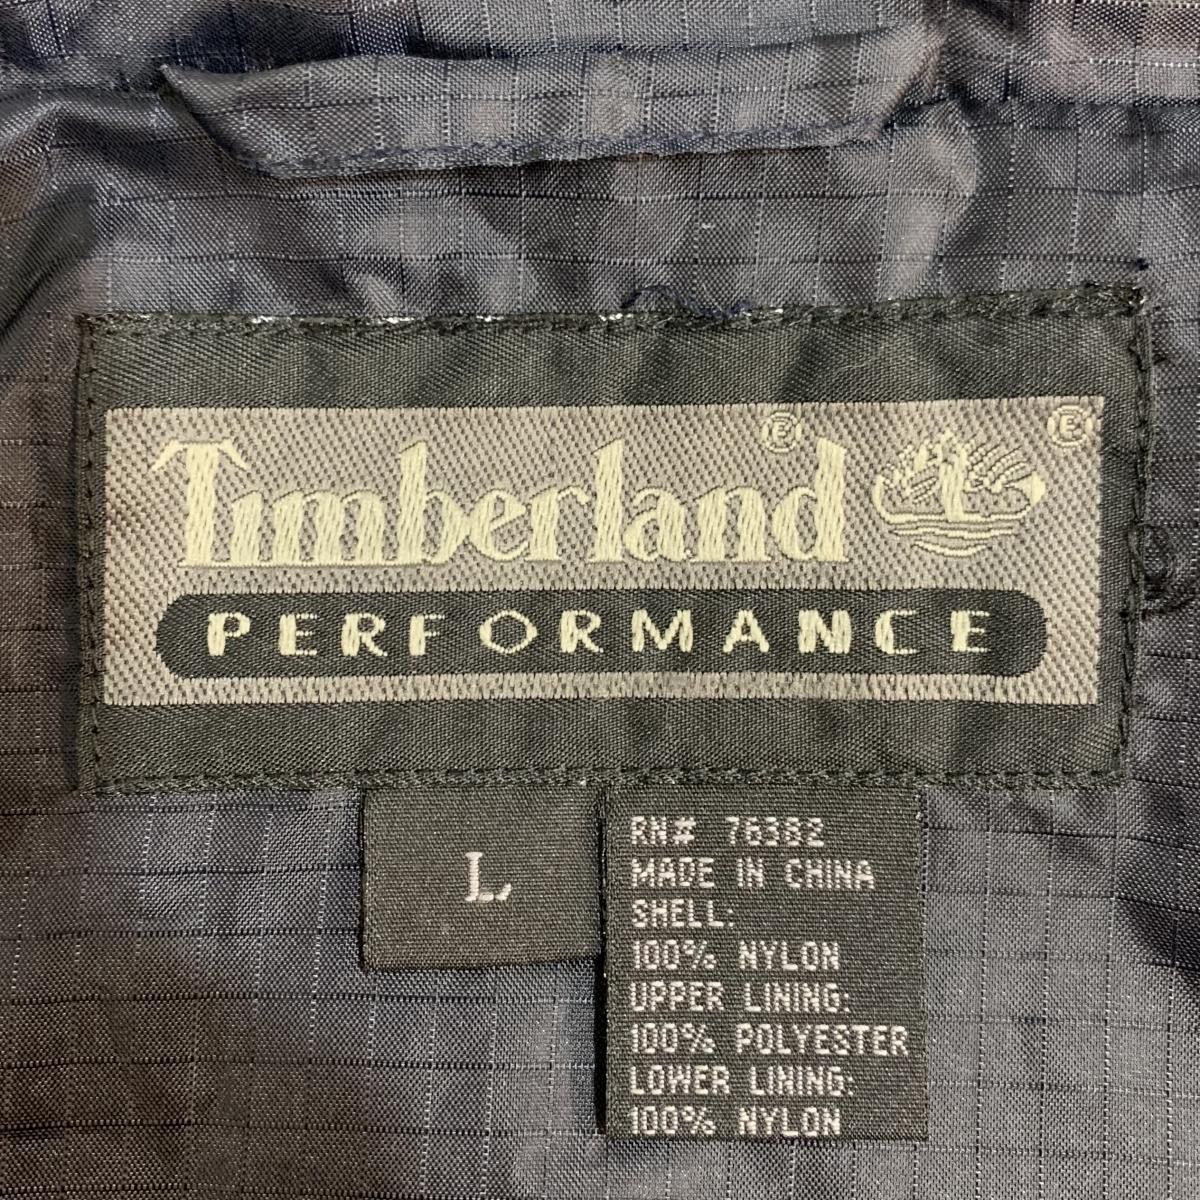 Timberland®
®
PERFORMANCE
L
RN# 76382
MADE IN CHINA
SHELL:
100% NYLON
UPPER LINING:
100% POLYESTER
LOWER LINING:
100% NYLON